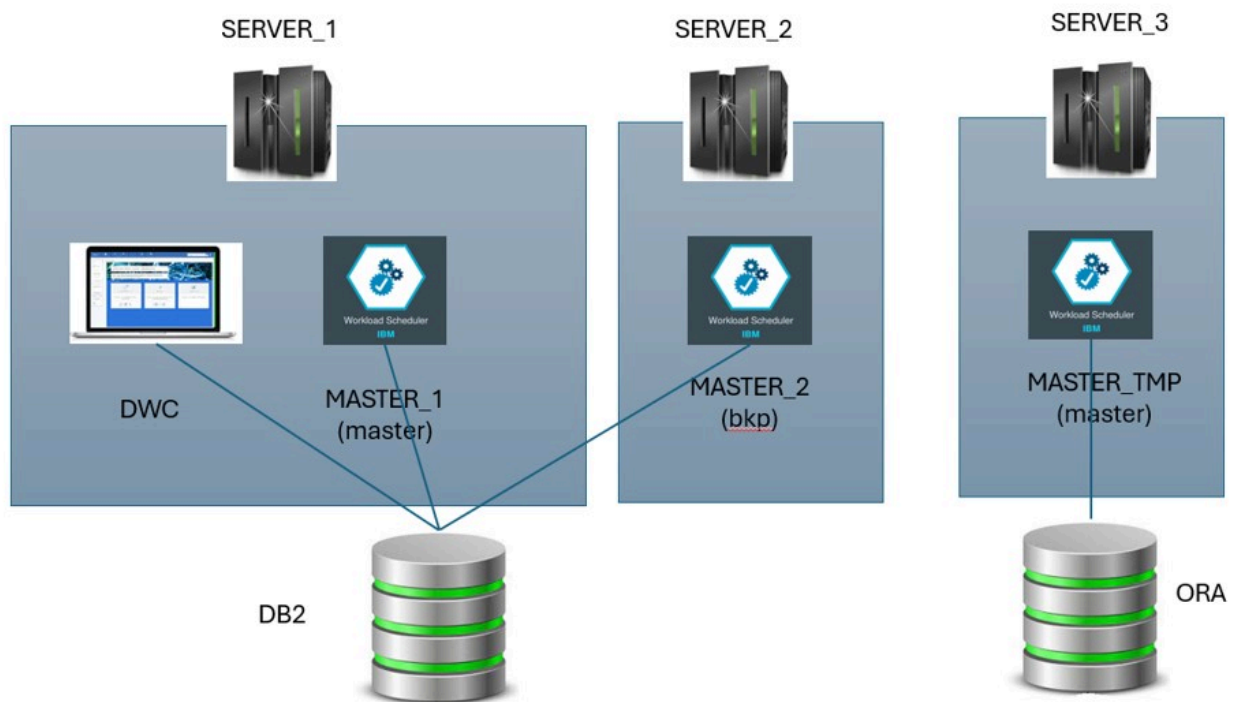 SERVER_1
SERVER_2
SERVER_3
Workload Scheduler
IBM
Workload Scheduler
IBM
Workload Scheduler
IBM
DWC
MASTER_1
(master)
MASTER_2
(bkp)
MASTER_TMP
(master)
DB2
ORA